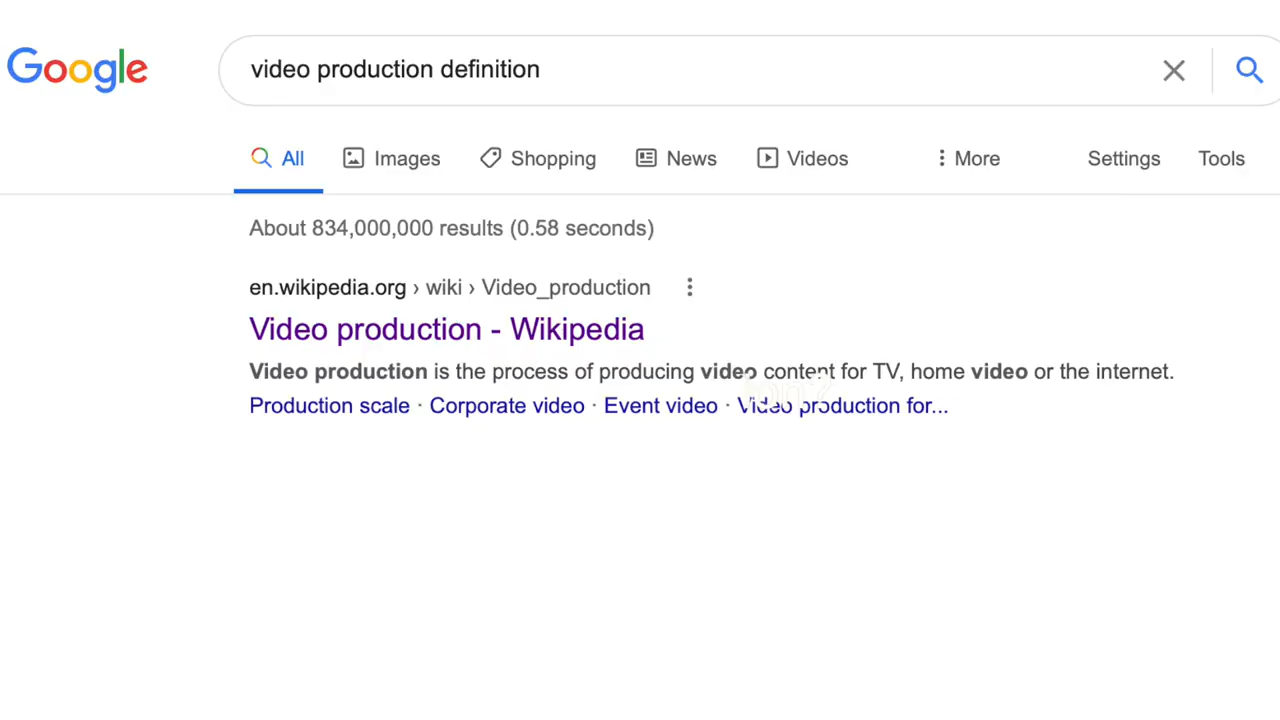 Google
video production definition
All Images Shopping News Videos More Settings Tools
About 834,000,000 results (0.58 seconds)
en.wikipedia.org › wiki › Video_production
Video production - Wikipedia
Video production is the process of producing video content for TV, home video or the internet.
Production scale · Corporate video · Event video · Video production for...
ion?